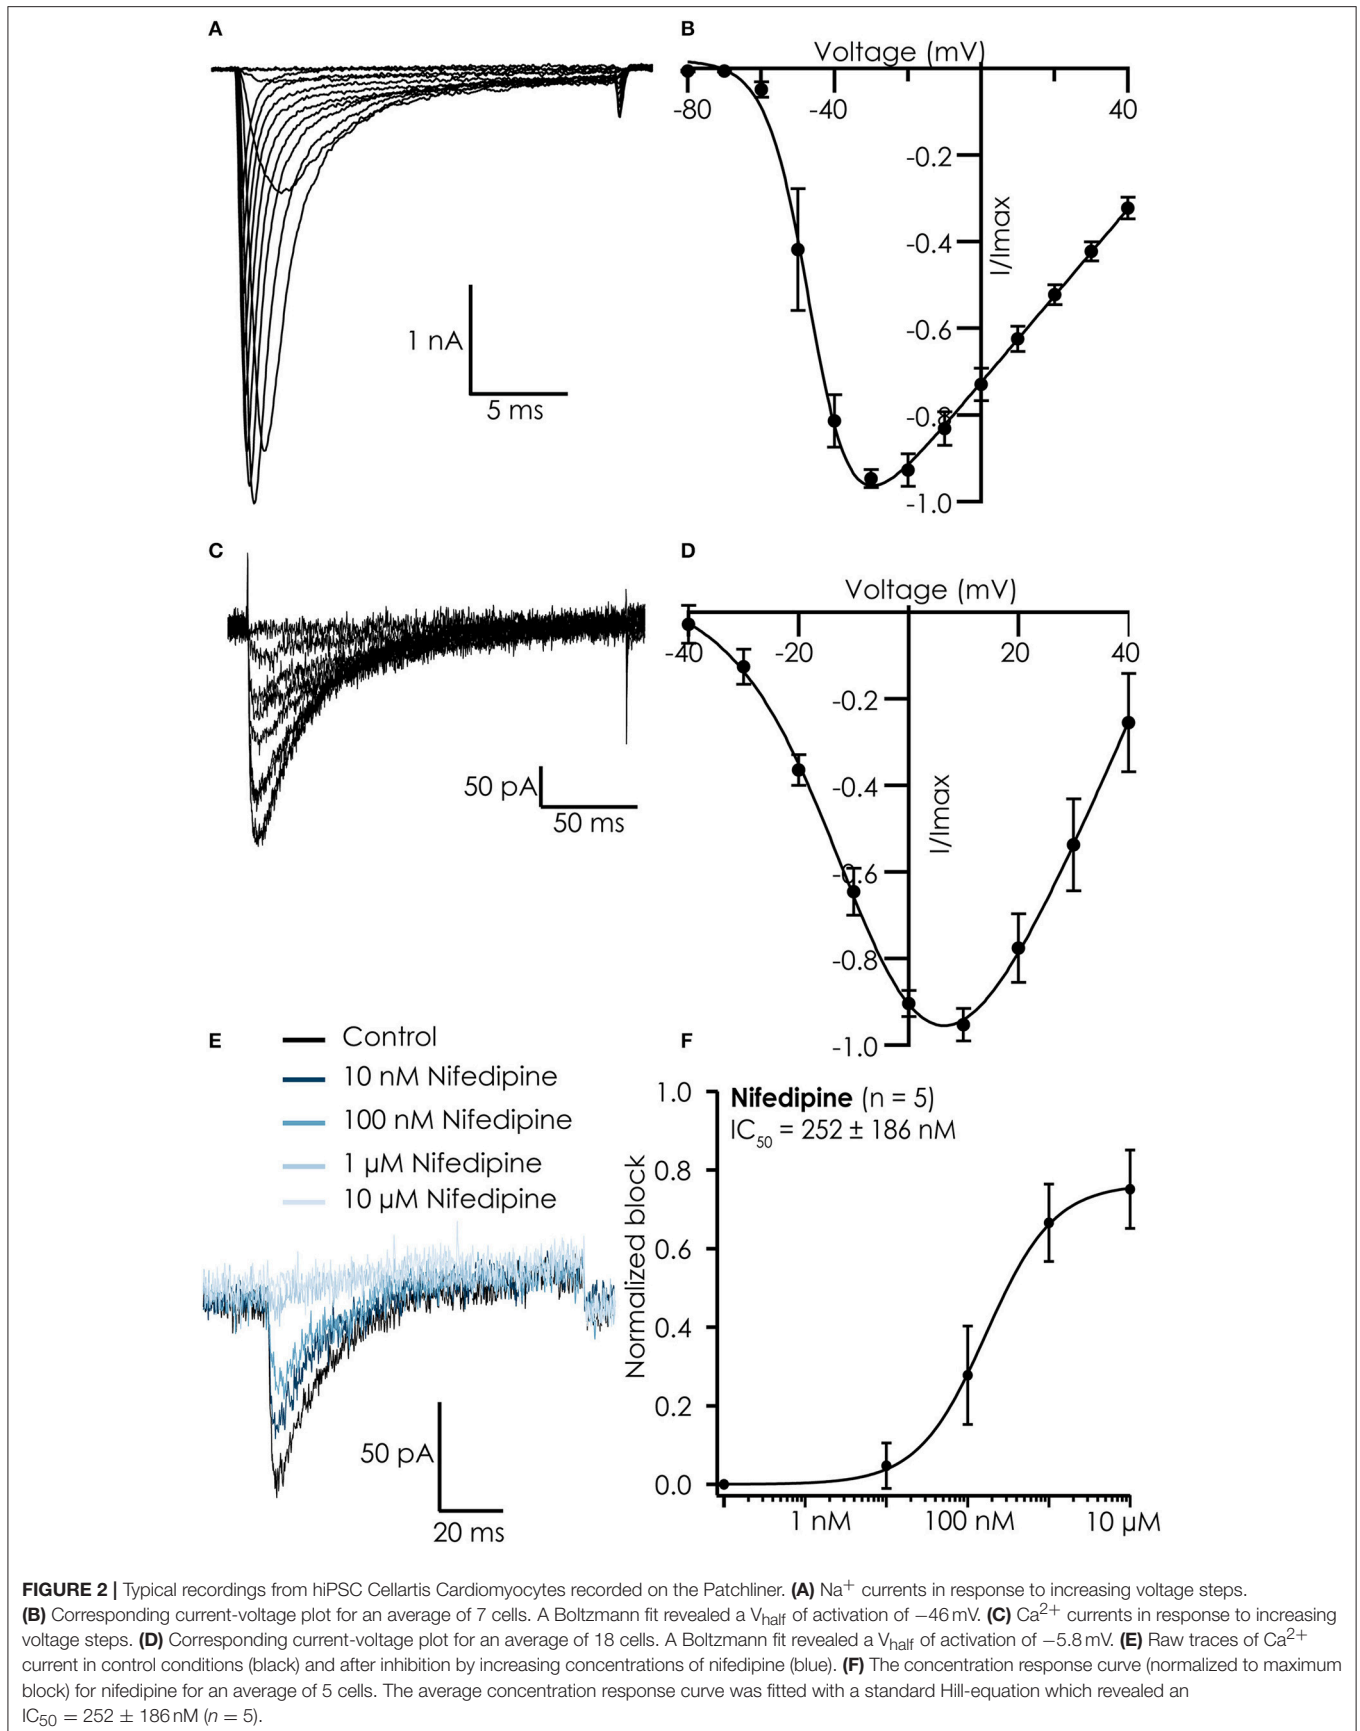 A
1 nA
5 ms
B
Voltage (mV)
-80
-40
40
-0.2
-0.4
-0.6
-0.8
-1.0
I/Imax
C
50 pA
50 ms
D
Voltage (mV)
-40
-20
20
40
-0.2
-0.4
-0.6
-0.8
-1.0
I/Imax
E
Control
10 nM Nifedipine
100 nM Nifedipine
1 µM Nifedipine
10 µM Nifedipine
50 pA
20 ms
F
Nifedipine (n = 5)
IC50 = 252 ± 186 nM
Normalized block
1.0
0.8
0.6
0.4
0.2
0.0
1 nM
100 nM
10 µM
FIGURE 2 | Typical recordings from hiPSC Cellartis Cardiomyocytes recorded on the Patchliner. (A) Na+ currents in response to increasing voltage steps.
(B) Corresponding current-voltage plot for an average of 7 cells. A Boltzmann fit revealed a Vhalf of activation of −46 mV. (C) Ca2+ currents in response to increasing
voltage steps. (D) Corresponding current-voltage plot for an average of 18 cells. A Boltzmann fit revealed a Vhalf of activation of −5.8 mV. (E) Raw traces of Ca2+
current in control conditions (black) and after inhibition by increasing concentrations of nifedipine (blue). (F) The concentration response curve (normalized to maximum
block) for nifedipine for an average of 5 cells. The average concentration response curve was fitted with a standard Hill-equation which revealed an
IC50 = 252 ± 186 nM (n = 5).